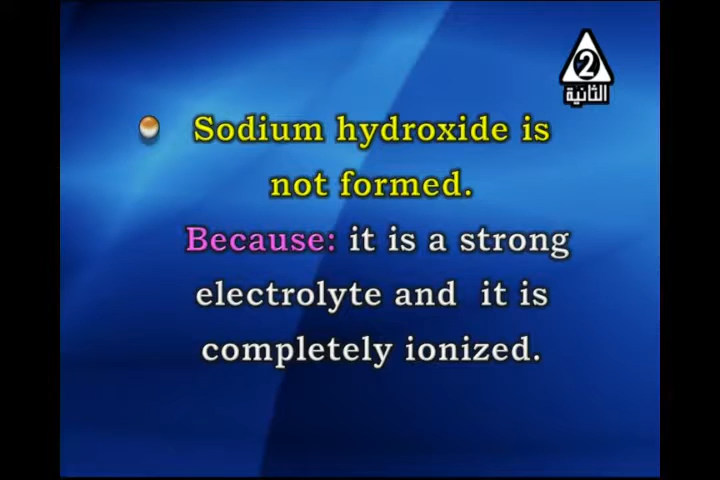 2
الثانية
Sodium hydroxide is
not formed.
Because: it is a strong
electrolyte and it is
completely ionized.